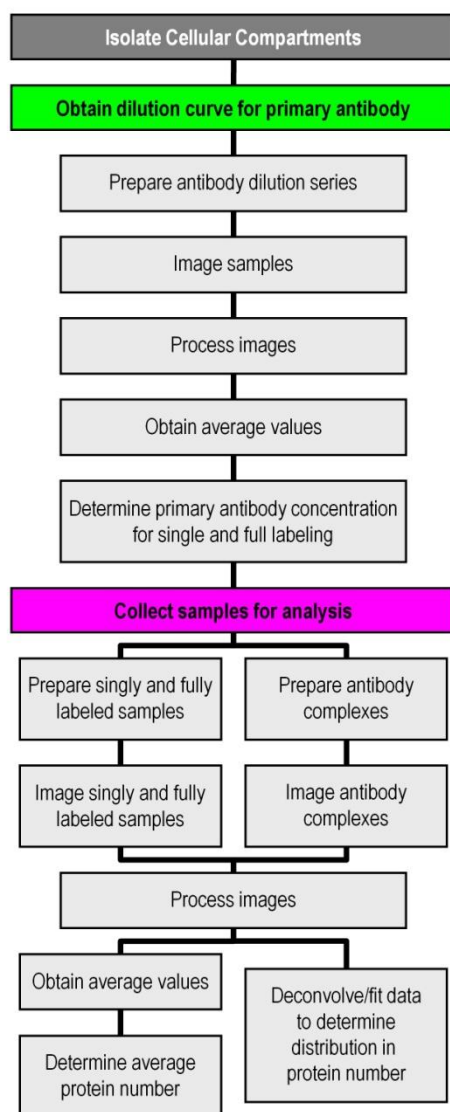 Isolate Cellular Compartments
Obtain dilution curve for primary antibody
Prepare antibody dilution series
Image samples
Process images
Obtain average values
Determine primary antibody concentration
for single and full labeling
Collect samples for analysis
Prepare singly and fully
labeled samples
Prepare antibody
complexes
Image singly and fully
labeled samples
Image antibody
complexes
Process images
Obtain average values
Deconvolve/fit data
to determine
distribution in
protein number
Determine average
protein number